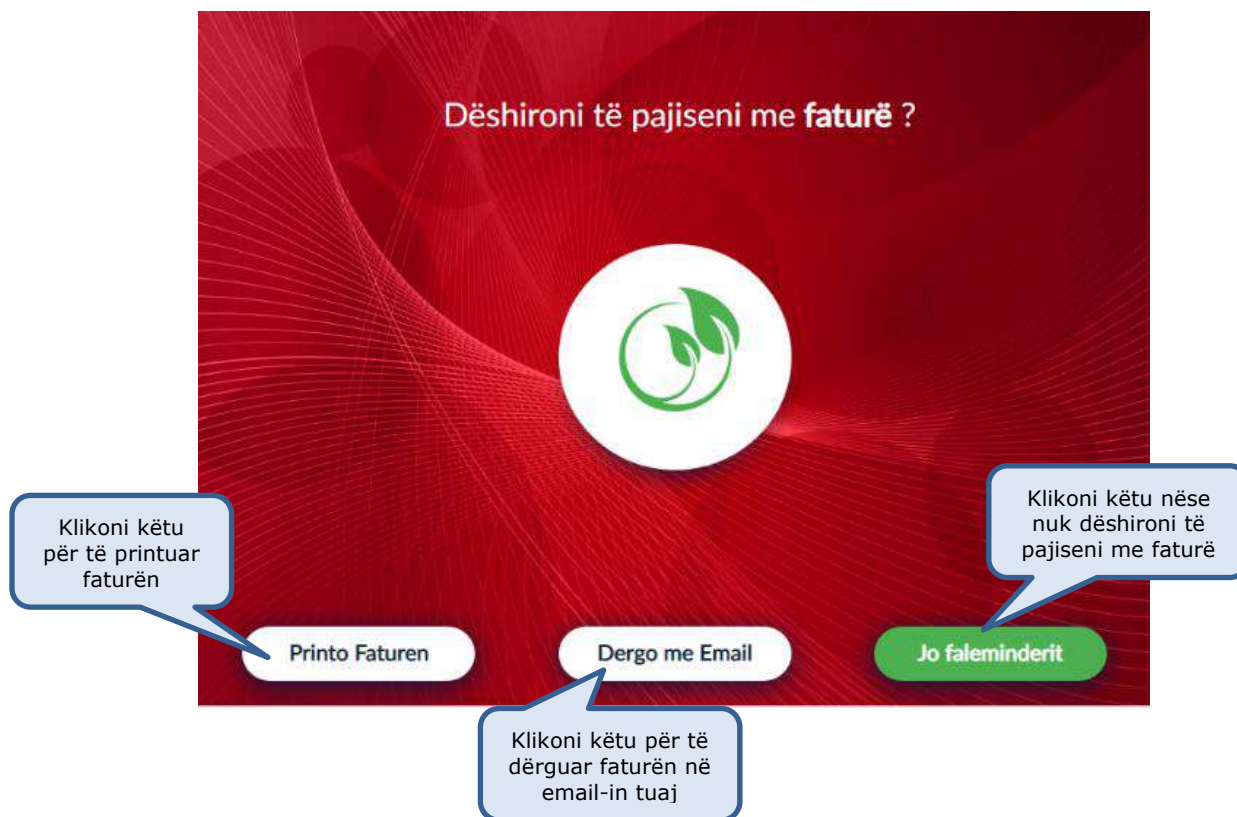 Dëshironi të pajiseni me faturë ?
Klikoni këtu
për të printuar
faturën
Klikoni këtu nëse
nuk dëshironi të
pajiseni me faturë
Printo Faturen
Dergo me Email
Jo faleminderit
Klikoni këtu për të
dërguar faturën në
email-in tuaj